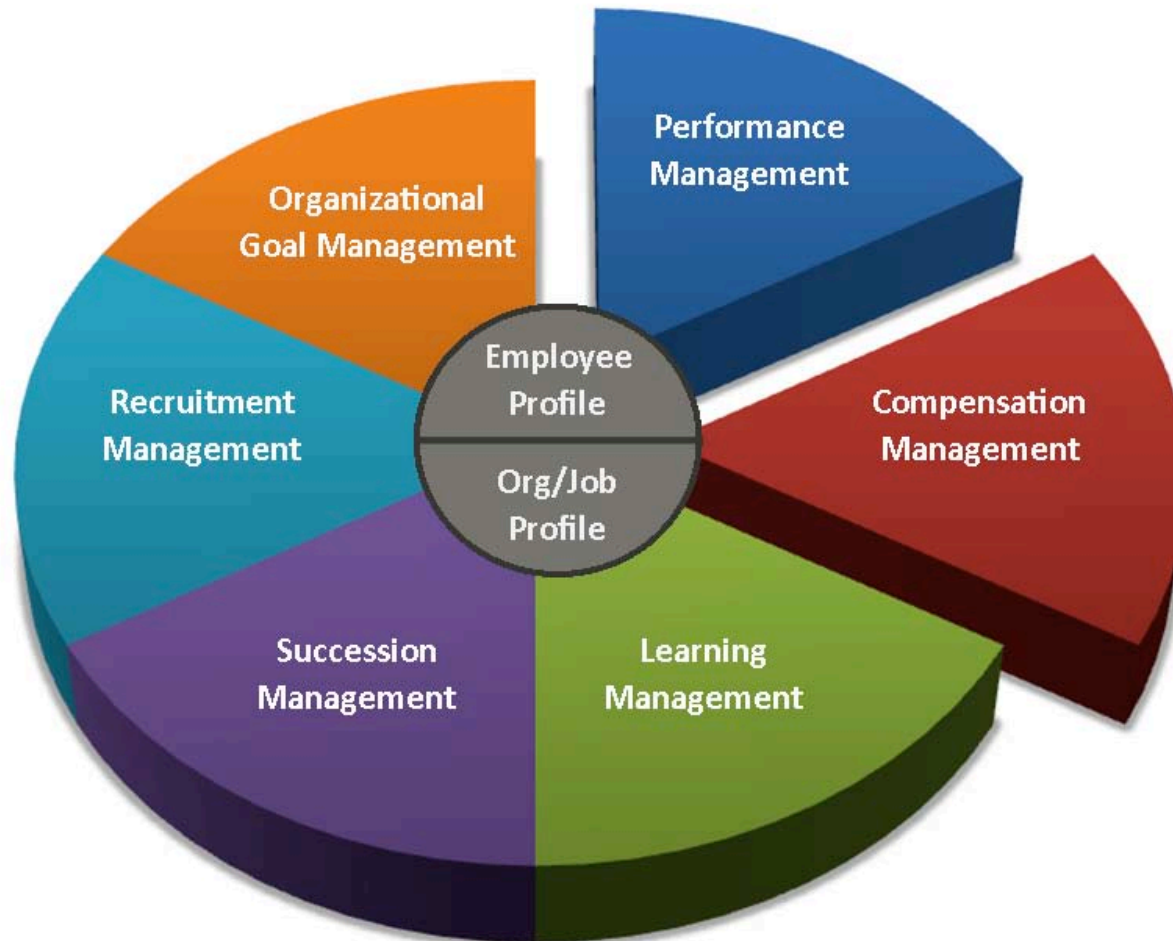 Performance
Management
Organizational
Goal Management
Employee
Profile
Recruitment
Management
Compensation
Management
Org/Job
Profile
Succession
Management
Learning
Management